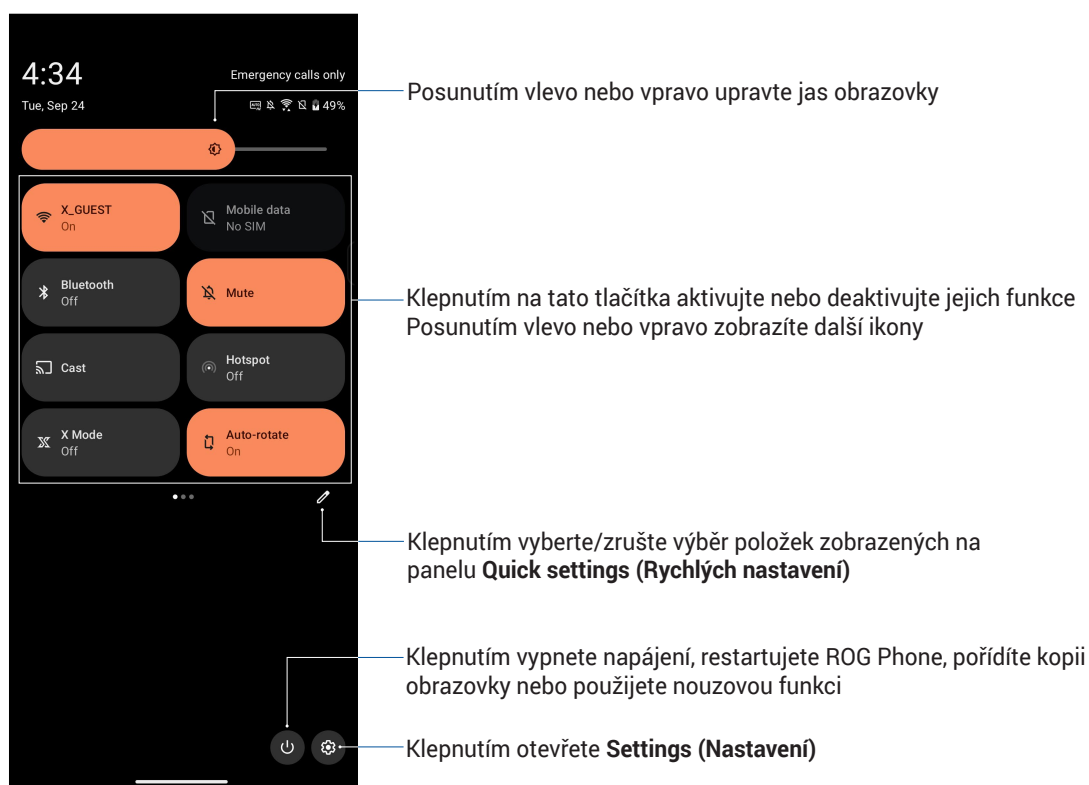 4:34
Emergency calls only
Tue, Sep 24
49%
Posunutím vlevo nebo vpravo upravte jas obrazovky
X_GUEST
On
Mobile data
No SIM
Bluetooth
Off
Mute
Klepnutím na tato tlačítka aktivujte nebo deaktivujte jejich funkce
Posunutím vlevo nebo vpravo zobrazíte další ikony
Cast
Hotspot
Off
X Mode
Off
Auto-rotate
On
Klepnutím vyberte/zrušte výběr položek zobrazených na
panelu Quick settings (Rychlých nastavení)
Klepnutím vypnete napájení, restartujete ROG Phone, pořídíte kopii
obrazovky nebo použijete nouzovou funkci
Klepnutím otevřete Settings (Nastavení)